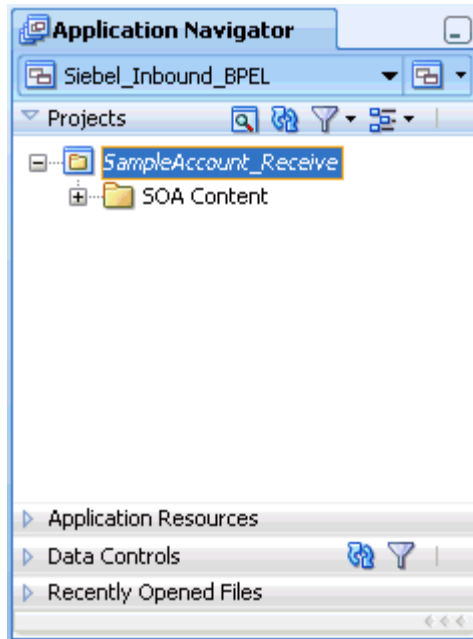 Application Navigator
Siebel_Inbound_BPEL
Projects
SampleAccount_Receive
SOA Content
Application Resources
Data Controls
Recently Opened Files